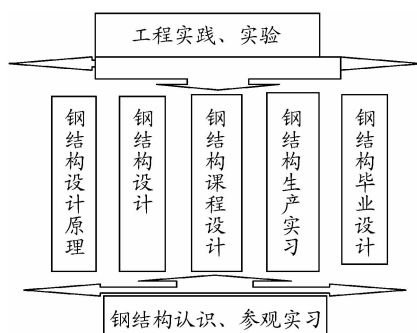 工程实践、实验
钢结构设计原理
钢结构设计
钢结构课程设计
钢结构生产实习
钢结构毕业设计
钢结构认识、参观实习